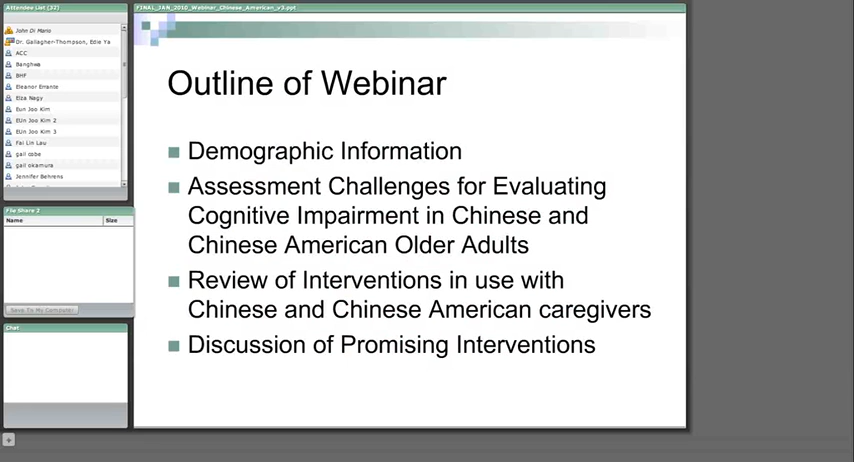 Attendee List (32)
John Di Mario
Dr. Gallagher-Thompson, Edie Ya
ACC
Banghwa
BHF
Eleanor Errante
Elza Nagy
Eun Joo Kim
EUn Joo Kim 2
EUn Joo Kim 3
Fai Lin Lau
gail cobe
gail okamura
Jennifer Behrens
File Share 2
Name Size
Save To My Computer
Chat
FINAL_JAN_2010_Webinar_Chinese_American_v3.ppt
Outline of Webinar
Demographic Information
Assessment Challenges for Evaluating
Cognitive Impairment in Chinese and
Chinese American Older Adults
Review of Interventions in use with
Chinese and Chinese American caregivers
Discussion of Promising Interventions